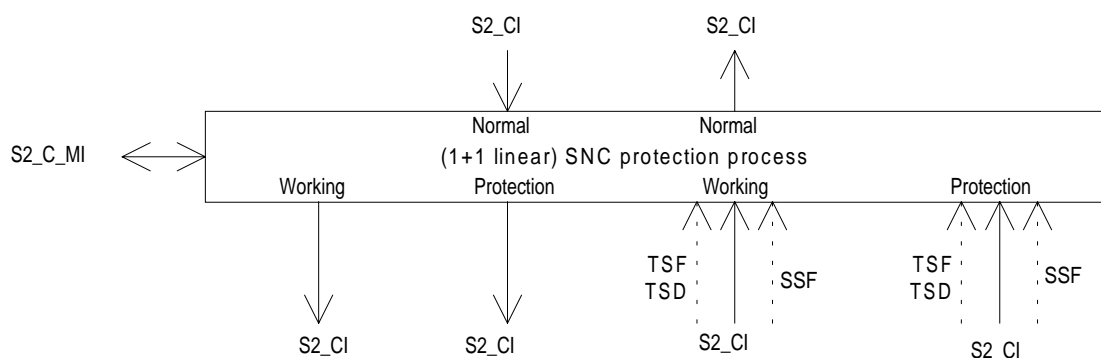 S2_CI S2_CI
Normal Normal
S2_C_MI (1+1 linear) SNC protection process
Working Protection Working Protection
TSF TSF
TSD SSF TSD SSF
S2_CI S2_CI S2_CI S2_CI